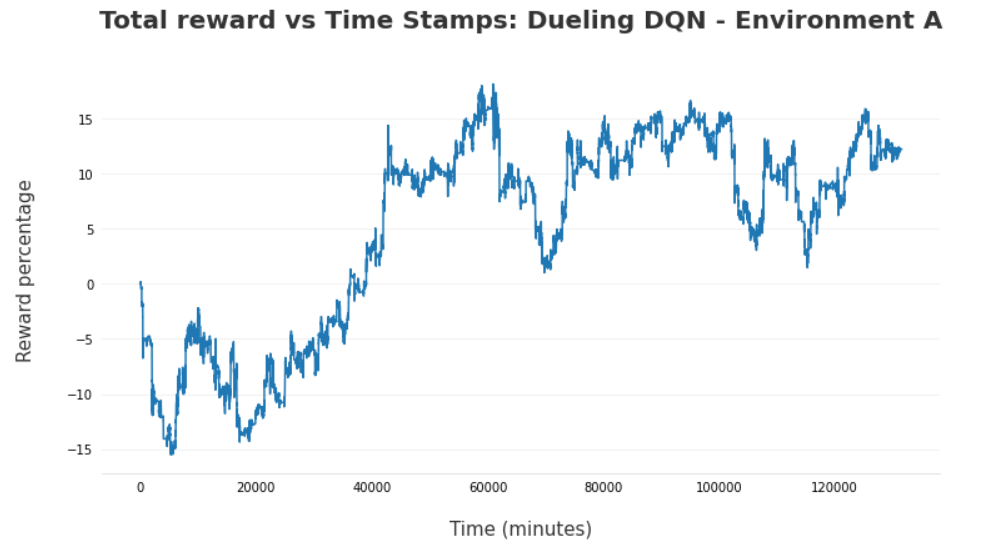 Total reward vs Time Stamps: Dueling DQN - Environment A
Reward percentage
15
10
5
0
−5
−10
−15
0 20000 40000 60000 80000 100000 120000
Time (minutes)